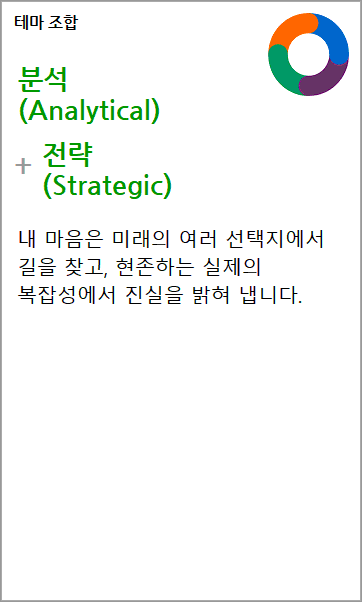 테마 조합
분석
(Analytical)
+ 전략
(Strategic)
내 마음은 미래의 여러 선택지에서
길을 찾고, 현존하는 실제의
복잡성에서 진실을 밝혀 냅니다.